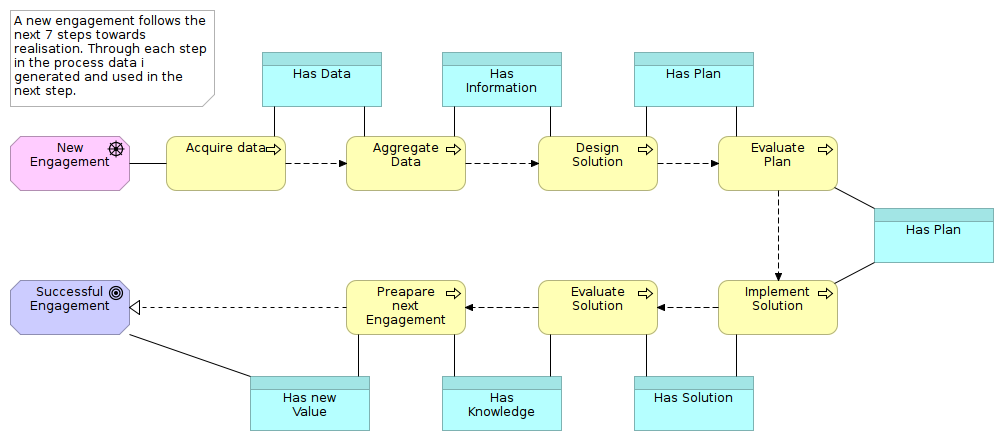 A new engagement follows the
next 7 steps towards
realisation. Through each step
in the process data i
generated and used in the
next step.
Has Data
Has
Information
Has Plan
New
Engagement
Acquire data
Aggregate
Data
Design
Solution
Evaluate
Plan
Has Plan
Successful
Engagement
Preapare
next
Engagement
Evaluate
Solution
Implement
Solution
Has new
Value
Has
Knowledge
Has Solution